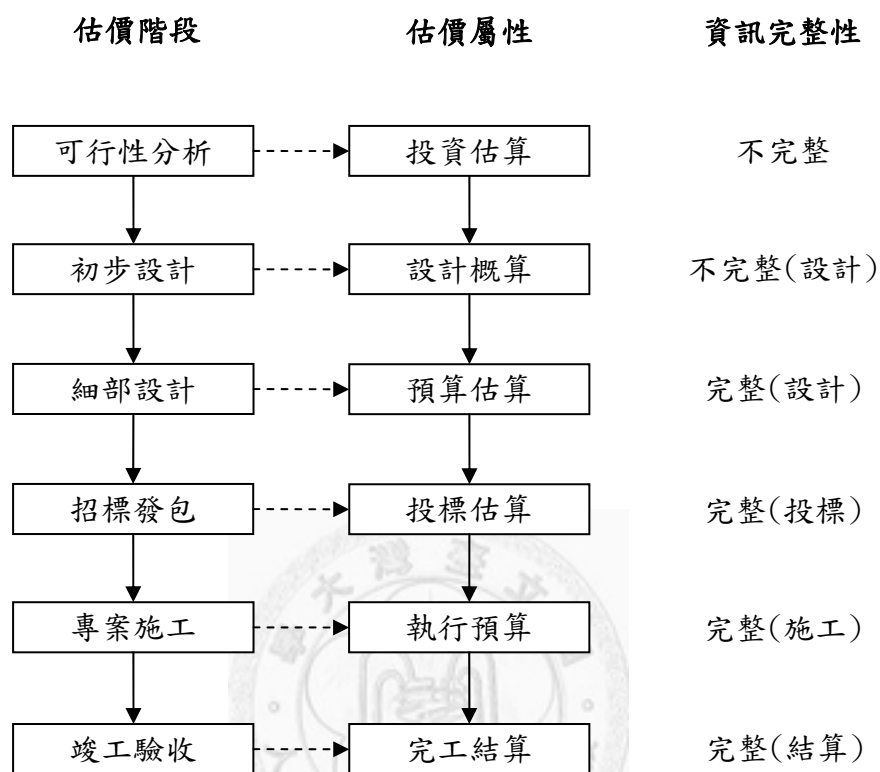 估價階段 估價屬性 資訊完整性
可行性分析 投資估算 不完整
初步設計 設計概算 不完整(設計)
細部設計 預算估算 完整(設計)
招標發包 投標估算 完整(投標)
專案施工 執行預算 完整(施工)
竣工驗收 完工結算 完整(結算)